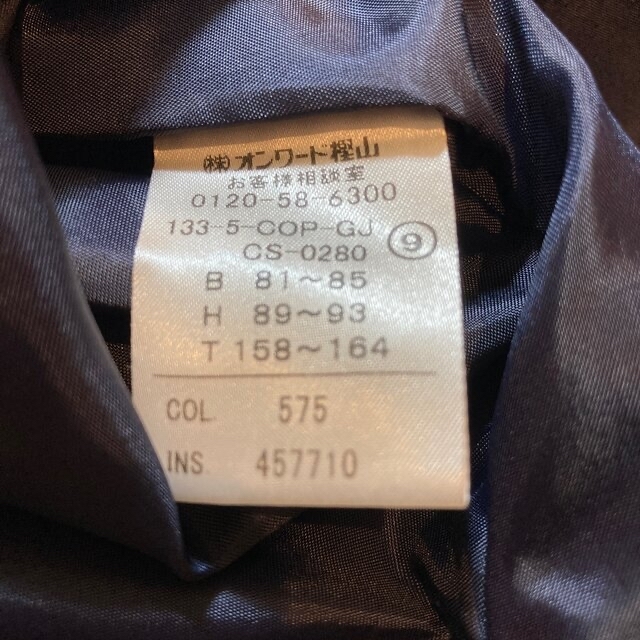 (株)オンワード樫山
お客様相談室
0120-58-6300
133-5-COP-GJ ⑨
CS-0280
B 81～85
H 89～93
T 158～164
COL 575
INS 457710